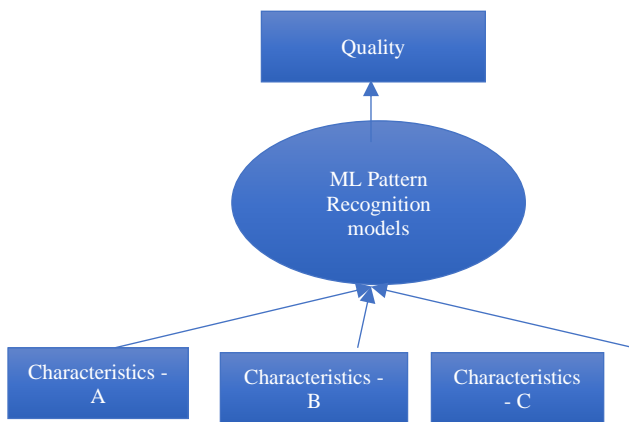 Quality
ML Pattern
Recognition
models
Characteristics -
A
Characteristics -
B
Characteristics
- C